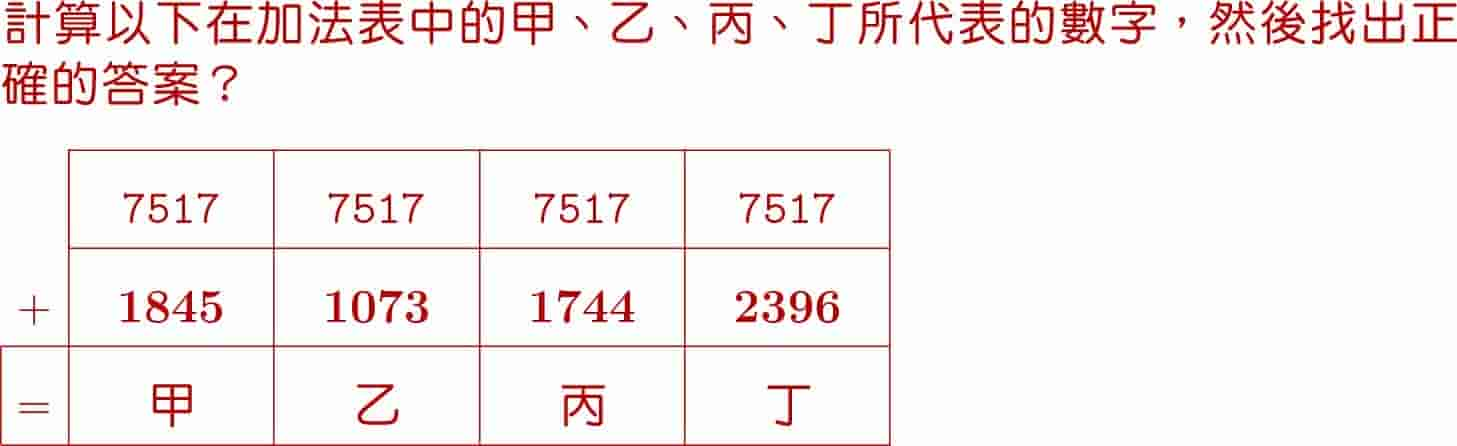 計算以下在加法表中的甲、乙、丙、丁所代表的數字，然後找出正
確的答案？
7517 7517 7517 7517
+ 1845 1073 1744 2396
= 甲 乙 丙 丁